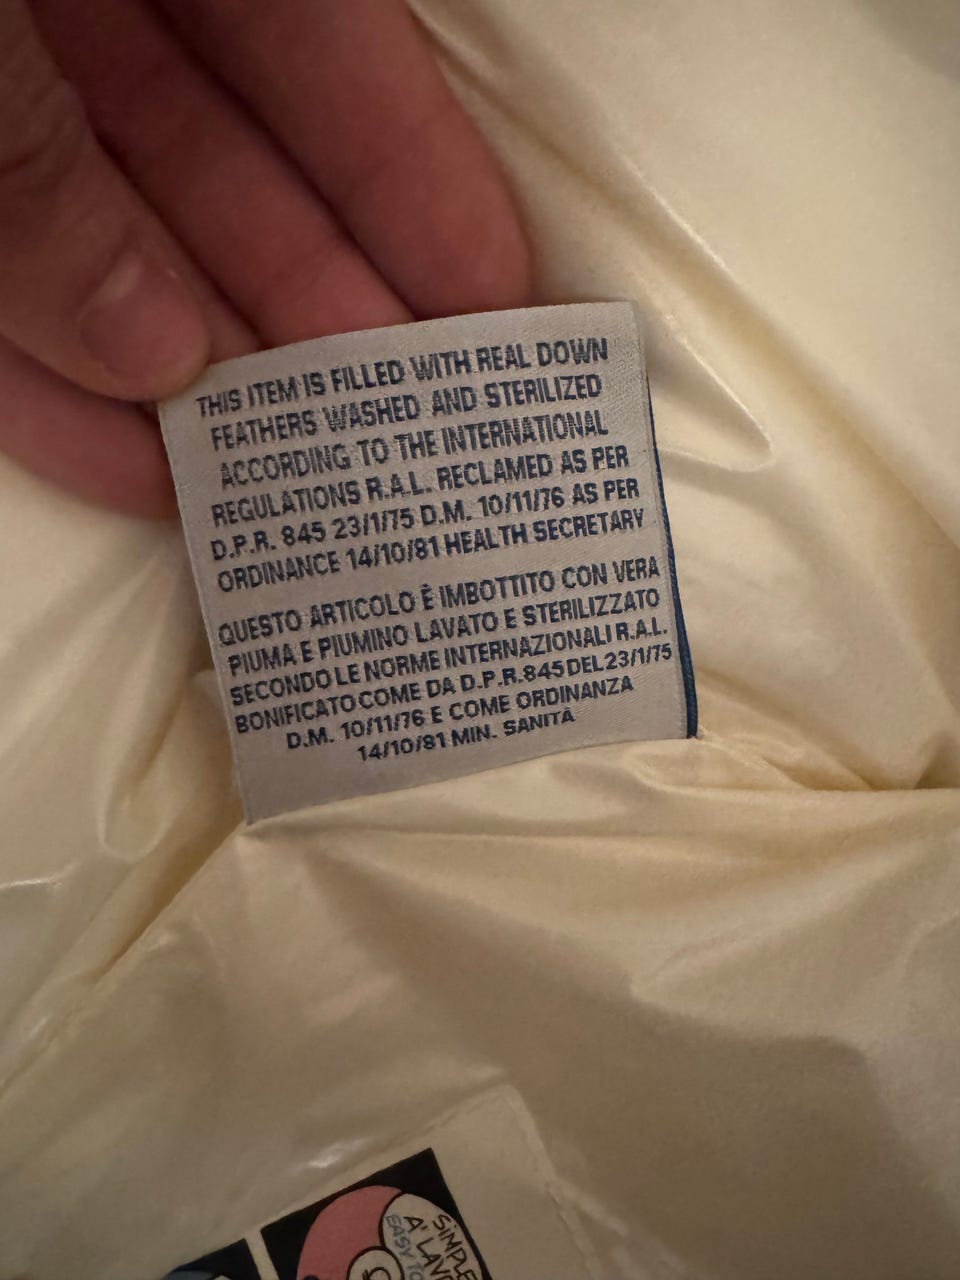 THIS ITEM IS FILLED WITH REAL DOWN
FEATHERS WASHED AND STERILIZED
ACCORDING TO THE INTERNATIONAL
REGULATIONS R.A.L. RECLAMED AS PER
D.P.R. 845 23/1/75 D.M. 10/11/76 AS PER
ORDINANCE 14/10/81 HEALTH SECRETARY
QUESTO ARTICOLO È IMBOTTITO CON VERA
PIUMA E PIUMINO LAVATO E STERILIZZATO
SECONDO LE NORME INTERNAZIONALI R.A.L.
BONIFICATO COME DA D.P.R. 845 DEL 23/1/75
D.M. 10/11/76 E COME ORDINANZA
14/10/81 MIN. SANITÀ
SIMPLE
A' LAVE
EASY TO